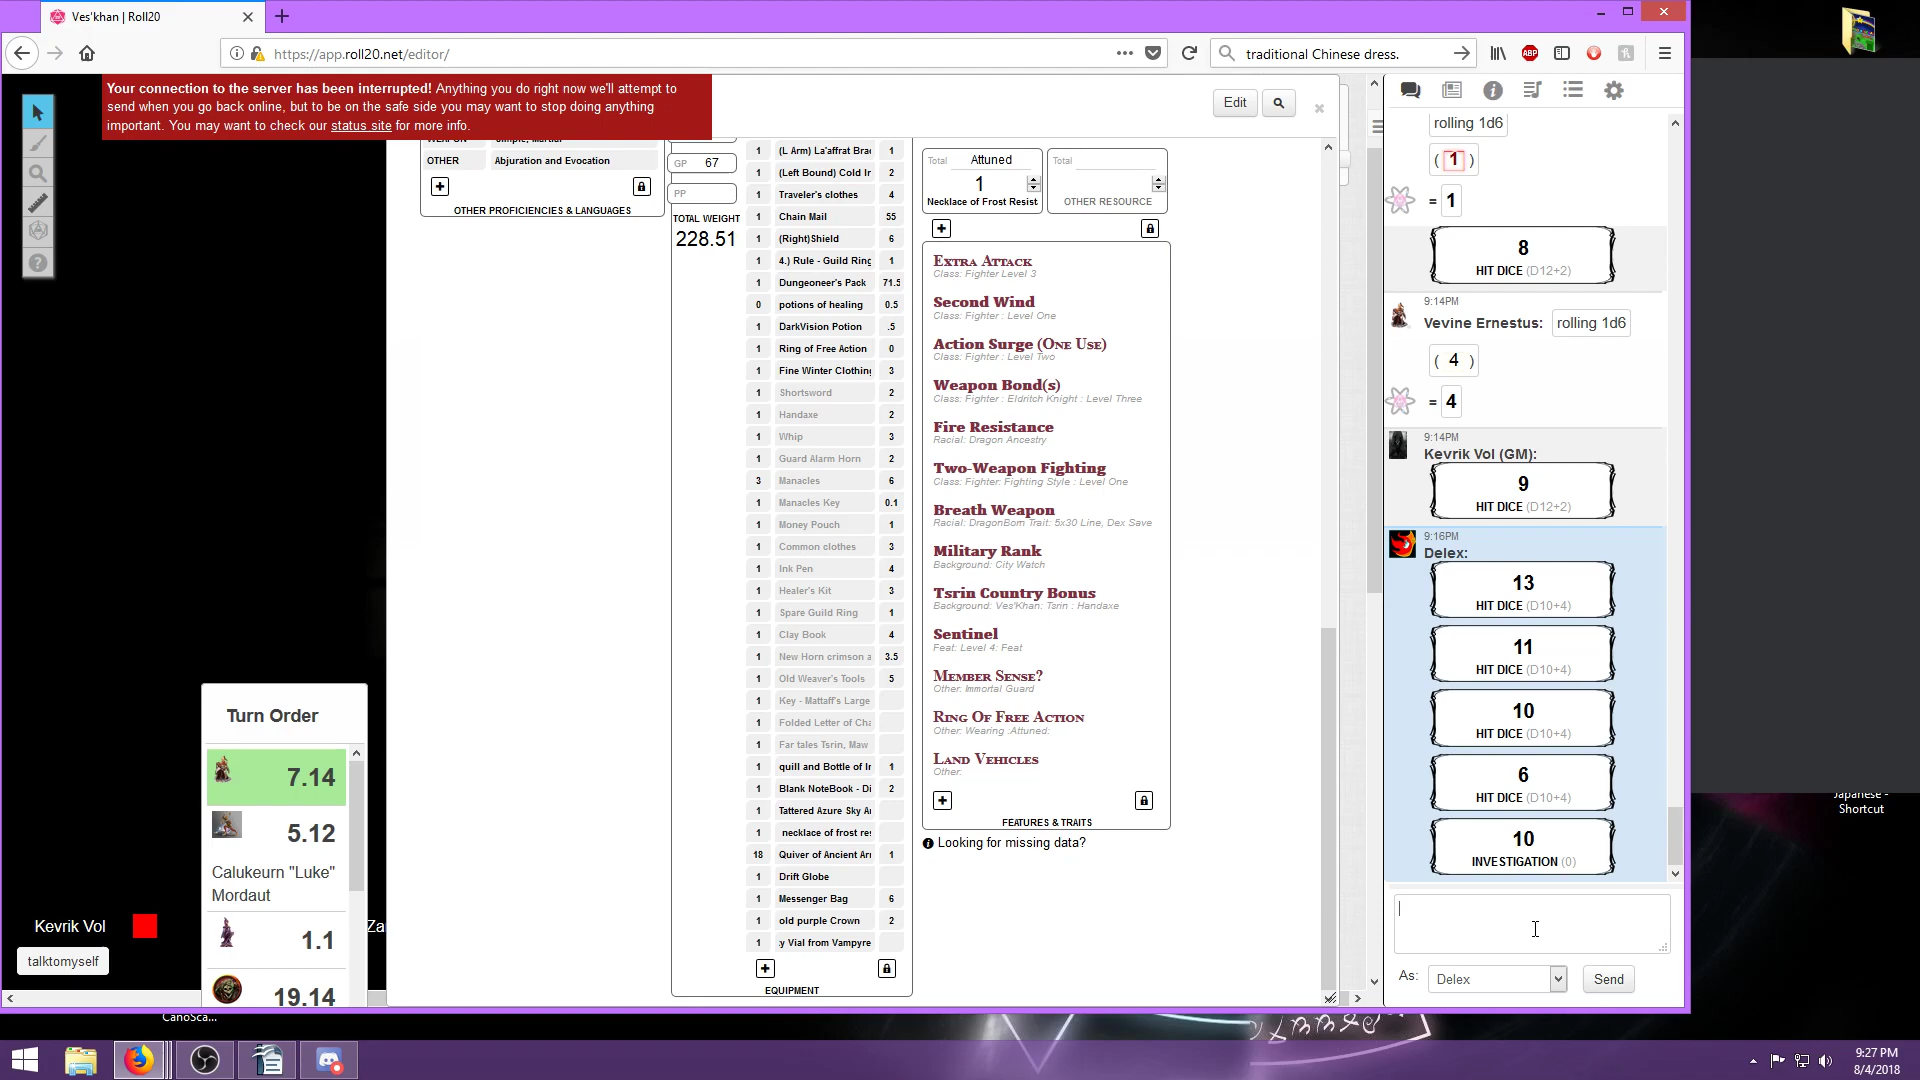 Ves'khan | Roll20
https://app.roll20.net/editor/
traditional Chinese dress.
Your connection to the server has been interrupted! Anything you do right now we'll attempt to
send when you go back online, but to be on the safe side you may want to stop doing anything
important. You may want to check our status site for more info.
Edit
OTHER Abjuration and Evocation
OTHER PROFICIENCIES & LANGUAGES
GP 67
PP
TOTAL WEIGHT
228.51
1 (L Arm) La'affrat Bra 1
1 (Left Bound) Cold Ir 2
1 Traveler's clothes 4
1 Chain Mail 55
1 (Right)Shield 6
1 4.) Rule - Guild Ring 1
1 Dungeoneer's Pack 71.5
0 potions of healing 0.5
1 DarkVision Potion .5
1 Ring of Free Action 0
1 Fine Winter Clothing 3
1 Shortsword 2
1 Handaxe 2
1 Whip 3
1 Guard Alarm Horn 2
3 Manacles 6
1 Manacles Key 0.1
1 Money Pouch 1
1 Common clothes 3
1 Ink Pen 4
1 Healer's Kit 3
1 Spare Guild Ring 1
1 Clay Book 4
1 New Horn crimson a 3.5
1 Old Weaver's Tools 5
1 Key - Mattaff's Large
1 Folded Letter of Cha
1 Far tales Tsrin, Maw
1 quill and Bottle of Ir 1
1 Blank NoteBook - Di 2
1 Tattered Azure Sky A
1 necklace of frost re
18 Quiver of Ancient Ar 1
1 Drift Globe
1 Messenger Bag 6
1 old purple Crown 2
1 y Vial from Vampyre
EQUIPMENT
Total Attuned
1
Necklace of Frost Resist
Total
OTHER RESOURCE
Extra Attack
Class: Fighter Level 3
Second Wind
Class: Fighter : Level One
Action Surge (One Use)
Class: Fighter : Level Two
Weapon Bond(s)
Class: Fighter : Eldritch Knight : Level Three
Fire Resistance
Racial: Dragon Ancestry
Two-Weapon Fighting
Class: Fighter: Fighting Style : Level One
Breath Weapon
Racial: DragonBorn Trait: 5x30 Line, Dex Save
Military Rank
Background: City Watch
Tsrin Country Bonus
Background: Ves'Khan: Tsrin : Handaxe
Sentinel
Feat: Level 4: Feat
Member Sense?
Other: Immortal Guard
Ring Of Free Action
Other: Wearing :Attuned:
Land Vehicles
Other:
FEATURES & TRAITS
Looking for missing data?
Turn Order
7.14
5.12
Calukeurn "Luke"
Mordaut
1.1
19.14
Kevrik Vol
Za
talktomyself
rolling 1d6
( 1 )
= 1
8
HIT DICE (D12+2)
9:14PM
Vevine Ernestus: rolling 1d6
( 4 )
= 4
9:14PM
Kevrik Vol (GM):
9
HIT DICE (D12+2)
9:16PM
Delex:
13
HIT DICE (D10+4)
11
HIT DICE (D10+4)
10
HIT DICE (D10+4)
6
HIT DICE (D10+4)
10
INVESTIGATION (0)
As: Delex Send
Japanese -
Shortcut
CanoSca...
9:27 PM
8/4/2018